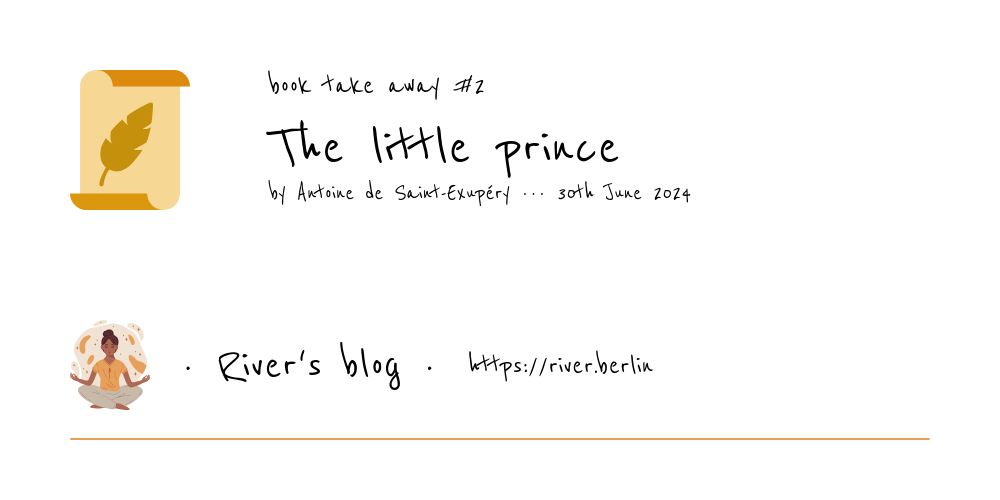 book take away #2
The little prince
by Antoine de Saint-Exupéry ... 30th June 2024
· River's blog · https://river.berlin